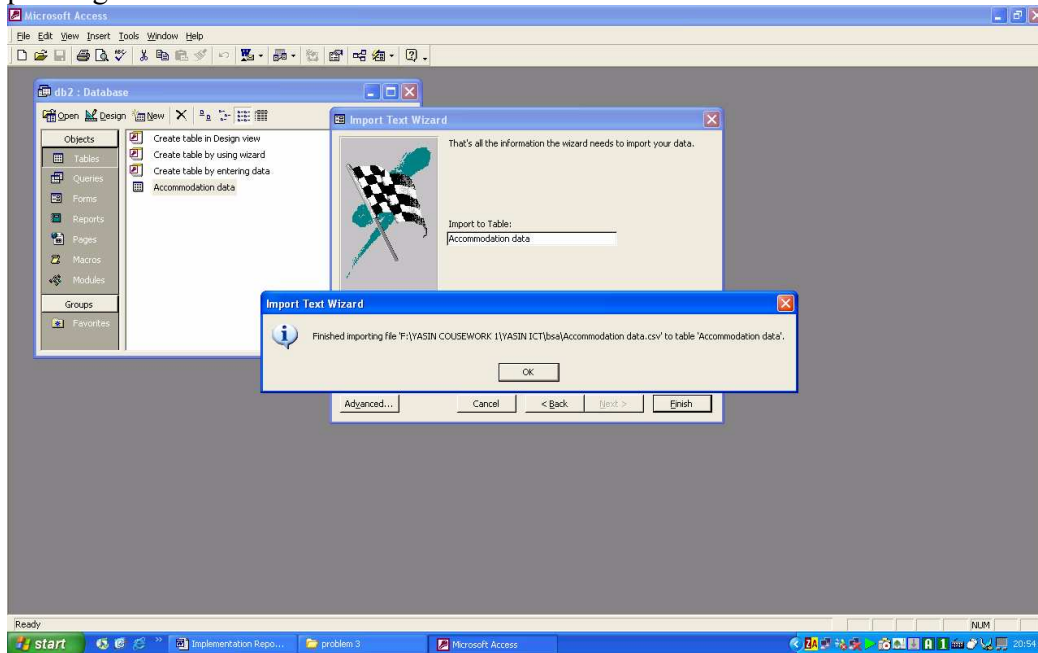 Microsoft Access
File Edit View Insert Tools Window Help
db2 : Database
Open Design New
Objects
Tables
Queries
Forms
Reports
Pages
Macros
Modules
Groups
Favorites
Create table in Design view
Create table by using wizard
Create table by entering data
Accommodation data
Import Text Wizard
That's all the information the wizard needs to import your data.
Import to Table:
Accommodation data
Import Text Wizard
Finished importing file 'F:\YASIN COUSEWORK 1\YASIN ICT\bsa\Accommodation data.csv' to table 'Accommodation data'.
OK
Advanced... Cancel < Back Next > Finish
Ready NUM
start Implementation Repo... problem 3 Microsoft Access ZA A 1 20:54